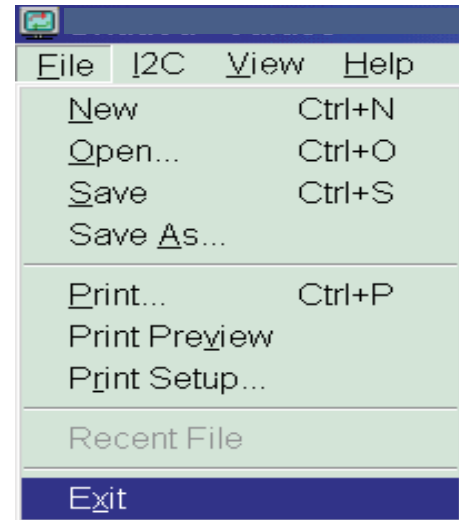 File I2C View Help
New Ctrl+N
Open... Ctrl+O
Save Ctrl+S
Save As...
Print... Ctrl+P
Print Preview
Print Setup...
Recent File
Exit